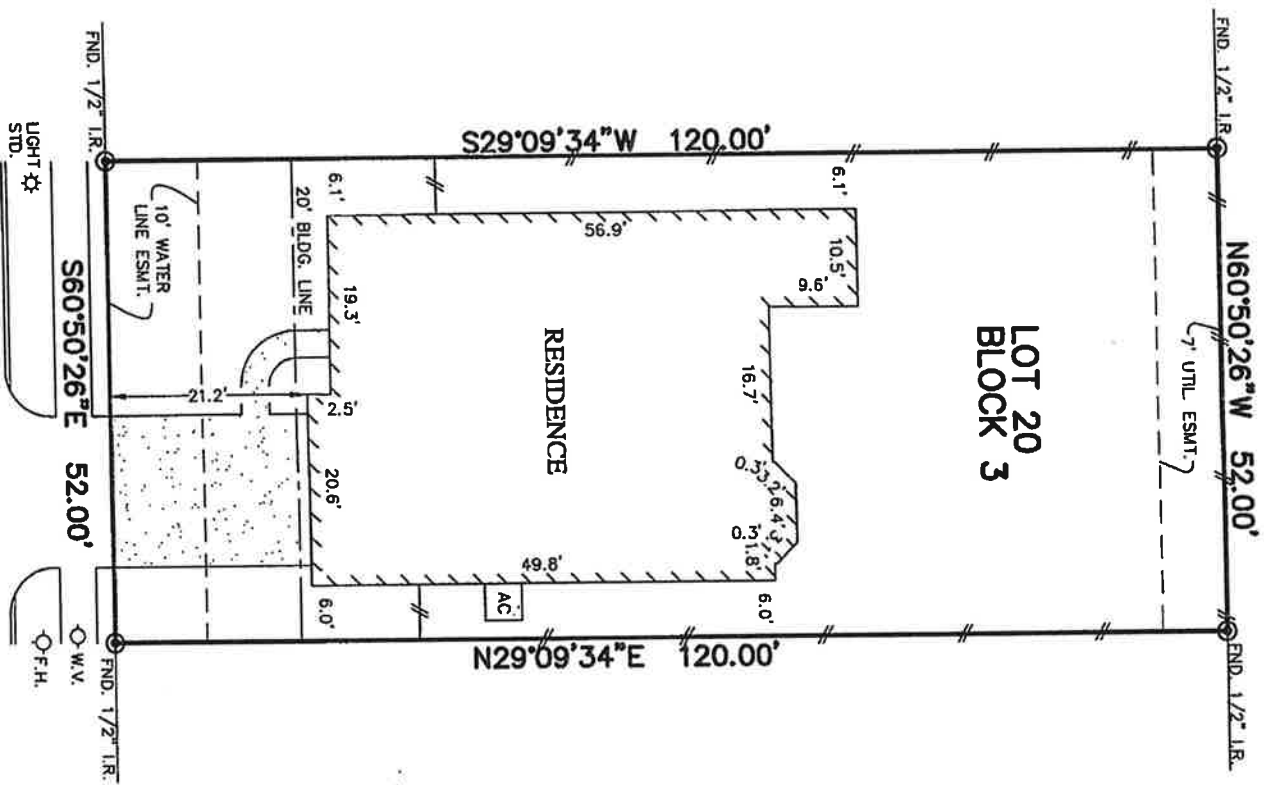 FND. 1/2" I.R.
FND. 1/2" I.R.
N60°50'26"W 52.00'
7' UTIL. ESMT.
LOT 20
BLOCK 3
S29°09'34"W 120.00'
N29°09'34"E 120.00'
6.1'
10.5'
9.6'
56.9'
16.7'
0.3'
3.2'
6.4'
0.3'
1.8'
6.0'
RESIDENCE
49.8'
AC
6.1'
19.3'
2.5'
20.6'
6.0'
20' BLDG. LINE
21.2'
10' WATER
LINE ESMT.
S60°50'26"E 52.00'
FND. 1/2" I.R.
FND. 1/2" I.R.
LIGHT
STD.
W.V.
F.H.